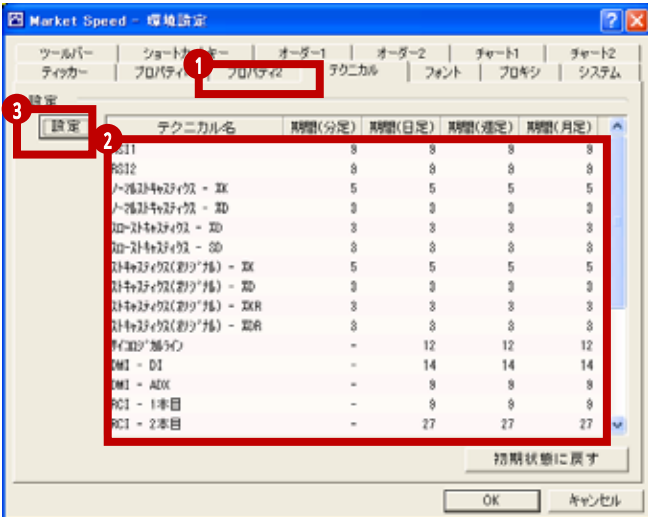 Market Speed - 環境設定
ツールバー ショートカットキー オーダー1 オーダー2 チャート1 チャート2
ティッカー プロパティ1 プロパティ2 テクニカル フォント プロキシ システム
1
設定
3
設定
2
テクニカル名 期間(分足) 期間(日足) 期間(週足) 期間(月足)
RSI1 9 9 9 9
RSI2 9 9 9 9
ノーマルストキャスティクス - %K 5 5 5 5
ノーマルストキャスティクス - %D 3 3 3 3
スローストキャスティクス - %D 3 3 3 3
スローストキャスティクス - SD 3 3 3 3
ストキャスティクス(オリジナル) - %K 5 5 5 5
ストキャスティクス(オリジナル) - %D 3 3 3 3
ストキャスティクス(オリジナル) - %KR 3 3 3 3
ストキャスティクス(オリジナル) - %DR 3 3 3 3
サイコロジカルライン - 12 12 12
DMI - DI - 14 14 14
DMI - ADX - 9 9 9
RCI - 1本目 - 9 9 9
RCI - 2本目 - 27 27 27
初期状態に戻す
OK キャンセル